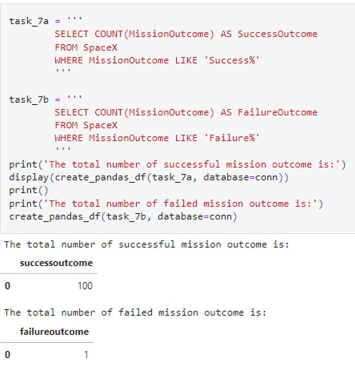 task_7a = '''
        SELECT COUNT(MissionOutcome) AS SuccessOutcome
        FROM SpaceX
        WHERE MissionOutcome LIKE 'Success%'
        '''
task_7b = '''
        SELECT COUNT(MissionOutcome) AS FailureOutcome
        FROM SpaceX
        WHERE MissionOutcome LIKE 'Failure%'
        '''
print('The total number of successful mission outcome is:')
display(create_pandas_df(task_7a, database=conn))
print()
print('The total number of failed mission outcome is:')
create_pandas_df(task_7b, database=conn)
The total number of successful mission outcome is:
successoutcome
0 100
The total number of failed mission outcome is:
failureoutcome
0 1